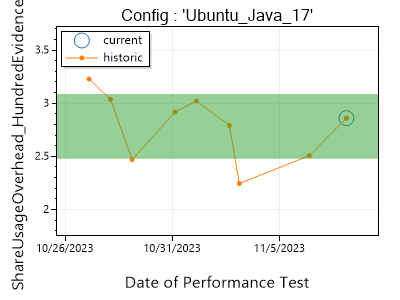 Config : 'Ubuntu_Java_17'
current
historic
ShareUsageOverhead_HundredEvidence
3.5
3
2.5
2
10/26/2023
10/31/2023
11/5/2023
Date of Performance Test